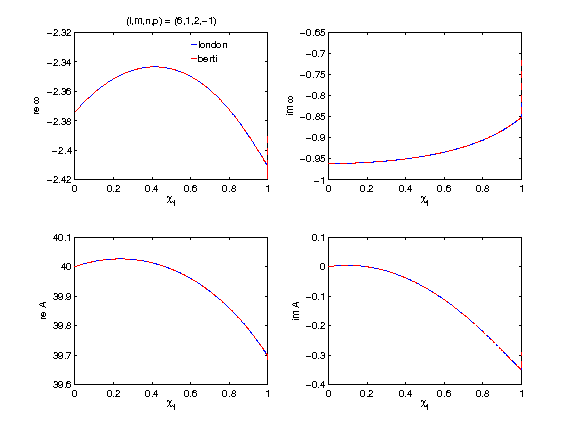 (l,m,n,p) = (6,1,2,−1)
−2.32
−2.34
−2.36
−2.38
−2.4
−2.42
re ω
london
berti
0 0.2 0.4 0.6 0.8 1
χf
−0.65
−0.7
−0.75
−0.8
−0.85
−0.9
−0.95
−1
im ω
0 0.2 0.4 0.6 0.8 1
χf
40.1
40
39.9
39.8
39.7
39.6
re A
0 0.2 0.4 0.6 0.8 1
χf
0.1
0
−0.1
−0.2
−0.3
−0.4
im A
0 0.2 0.4 0.6 0.8 1
χf